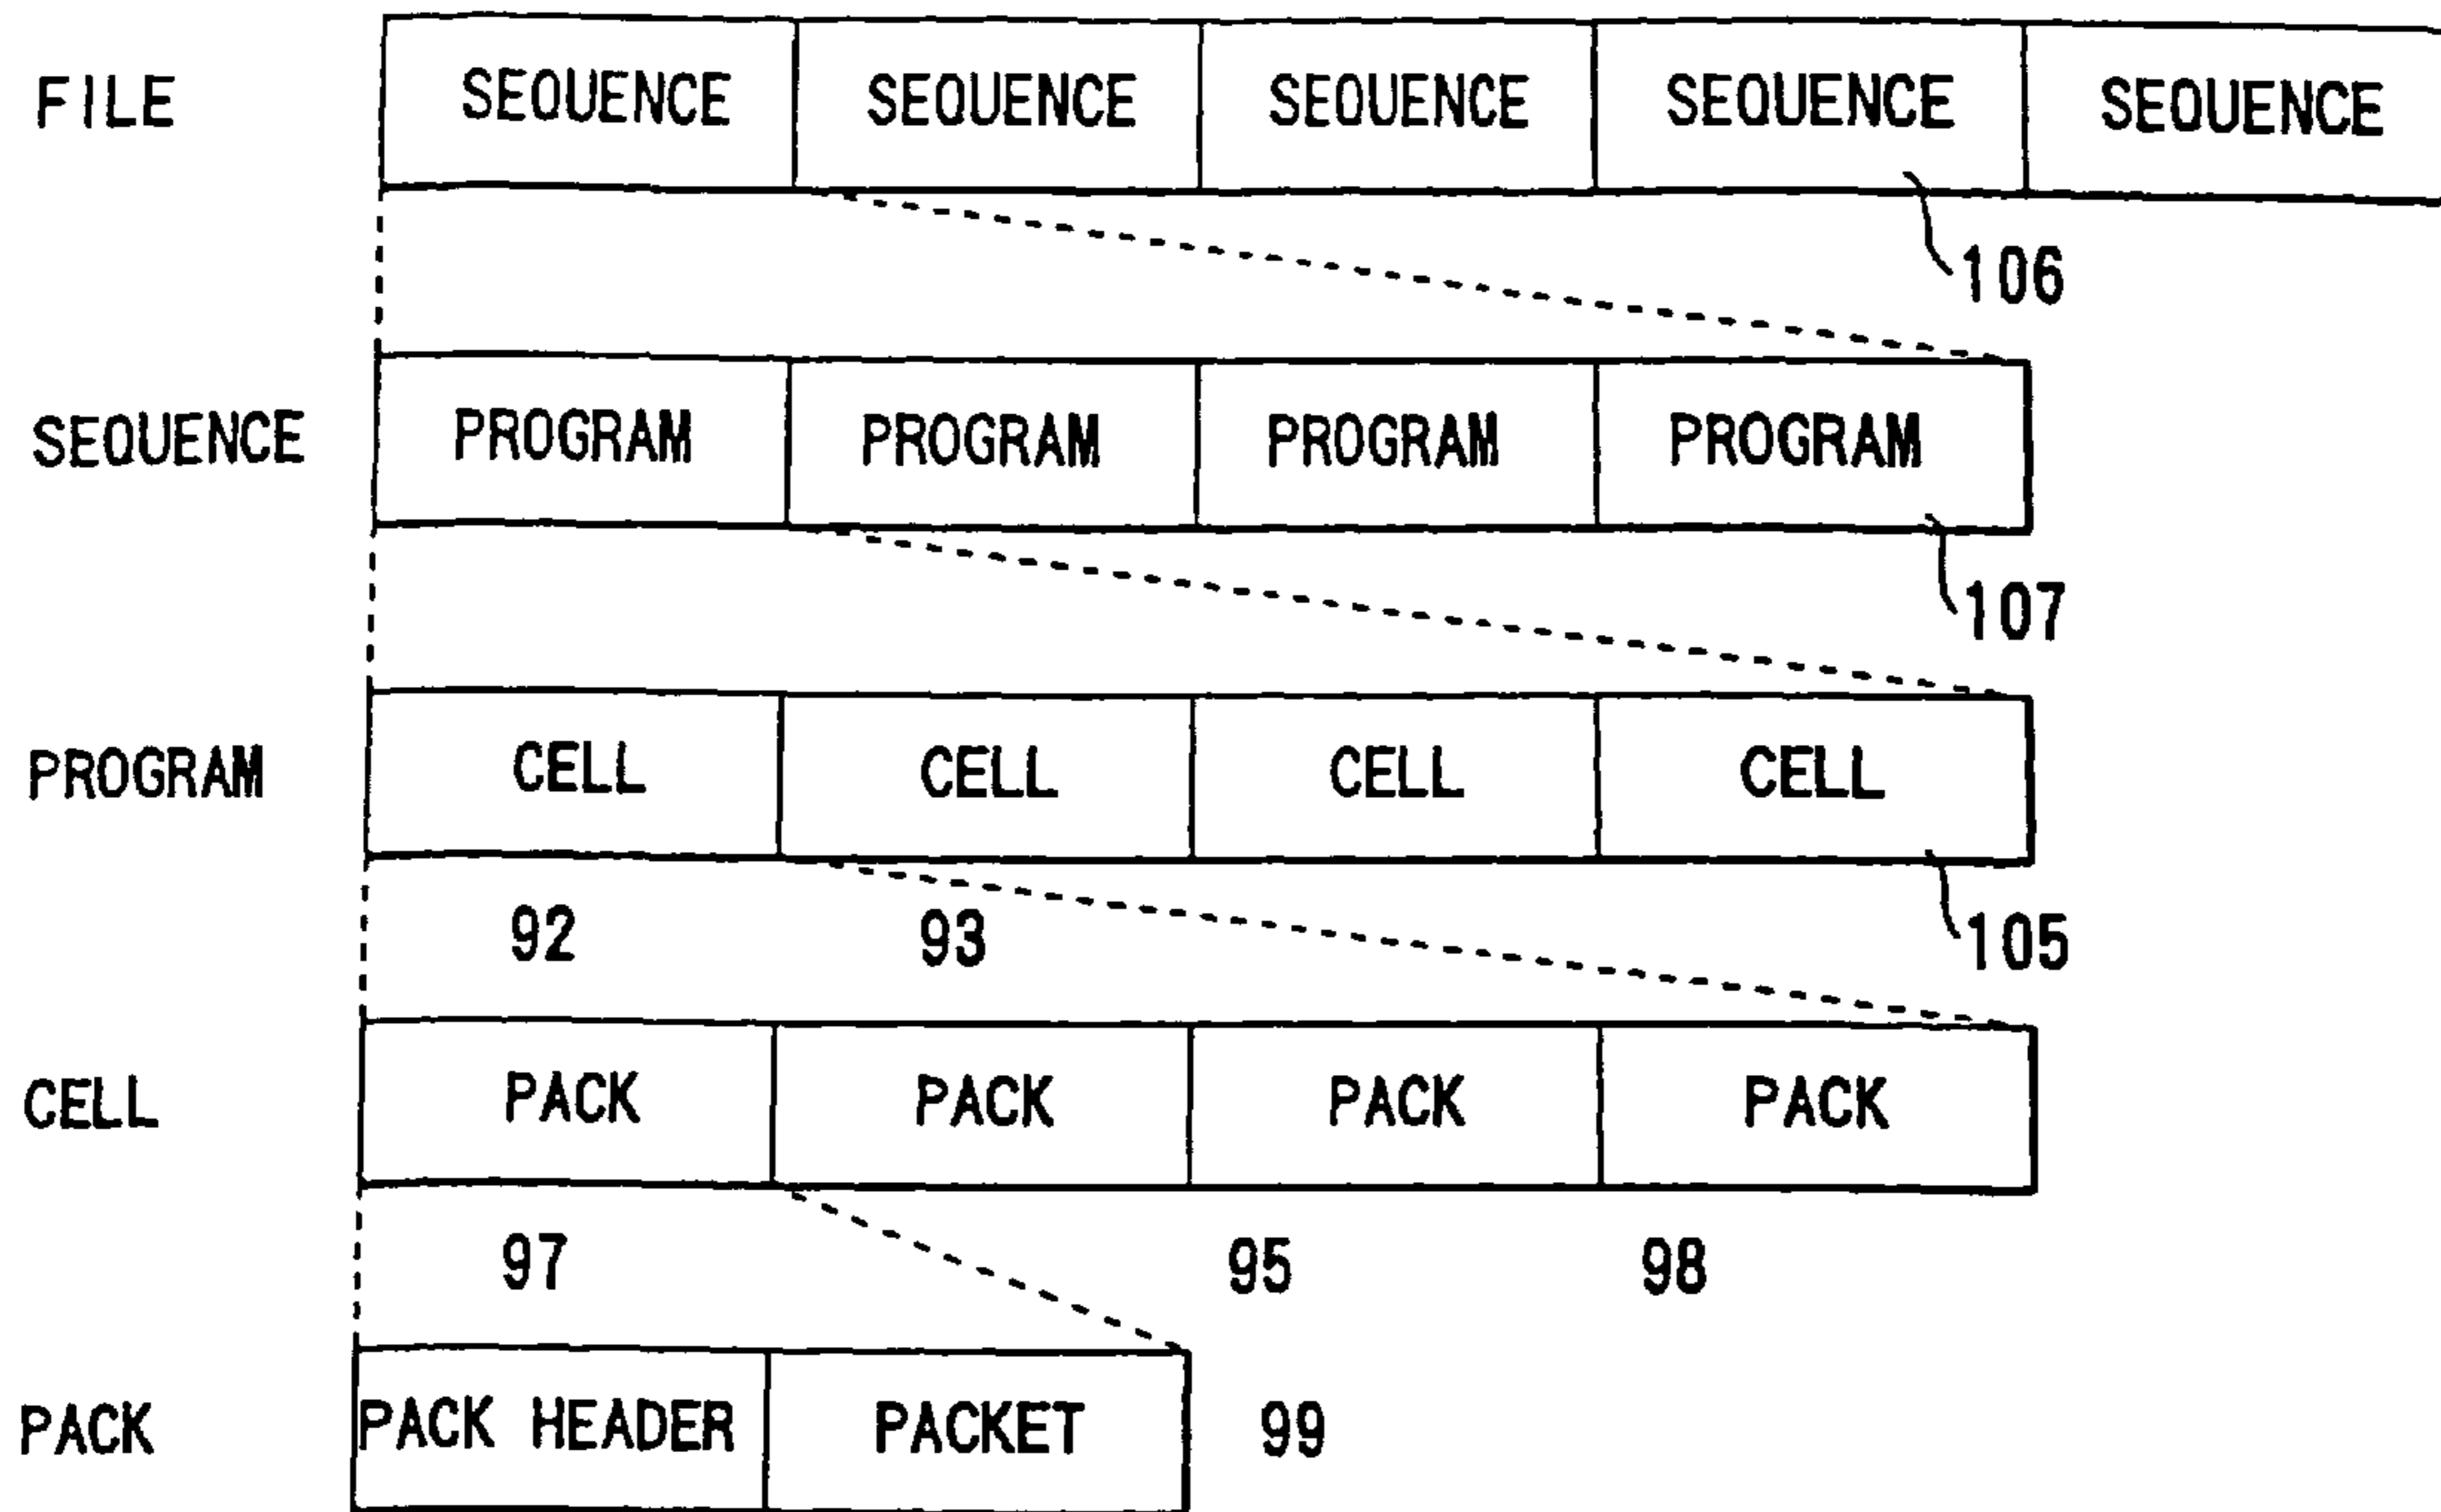 FILE SEQUENCE SEQUENCE SEQUENCE SEQUENCE SEQUENCE
106
SEQUENCE PROGRAM PROGRAM PROGRAM PROGRAM
107
PROGRAM CELL CELL CELL CELL
92 93 105
CELL PACK PACK PACK PACK
97 95 98
PACK PACK HEADER PACKET 99